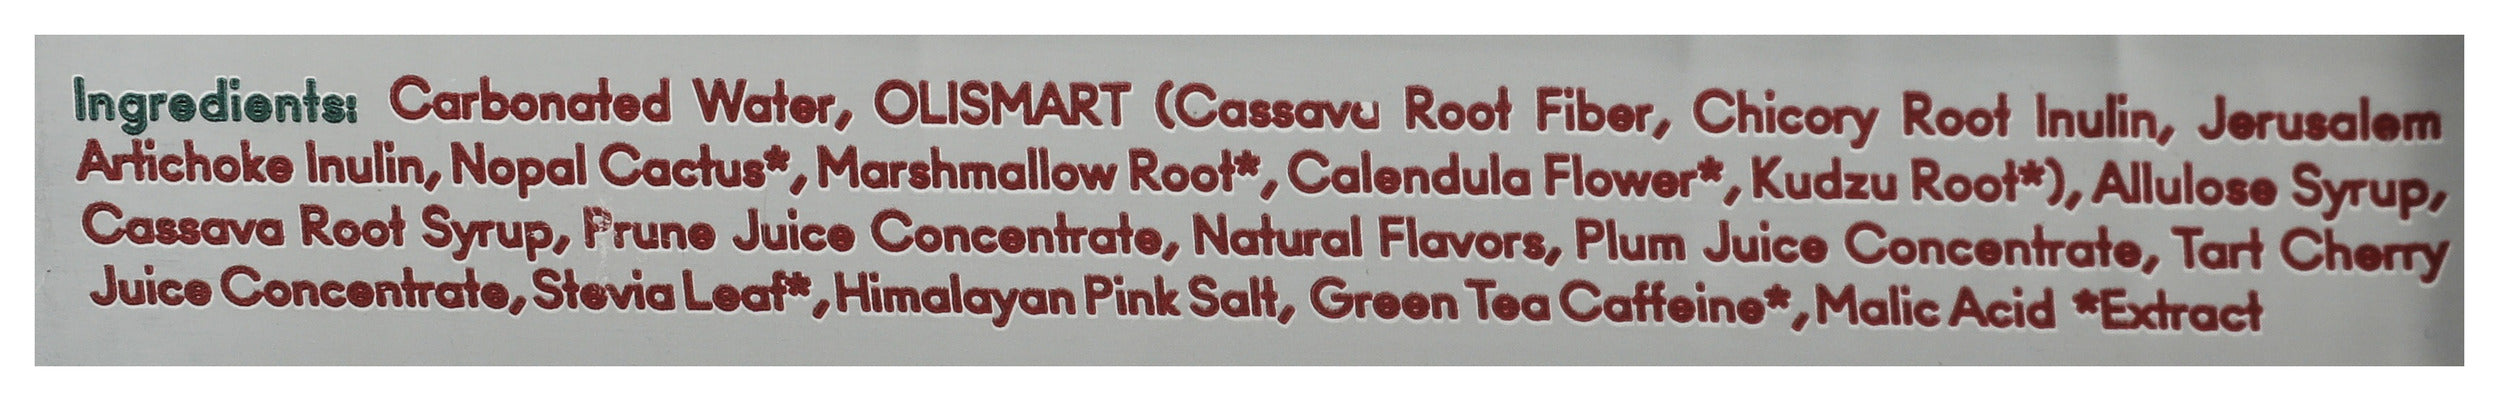 Ingredients: Carbonated Water, OLISMART (Cassava Root Fiber, Chicory Root Inulin, Jerusalem
Artichoke Inulin, Nopal Cactus*, Marshmallow Root*, Calendula Flower*, Kudzu Root*), Allulose Syrup,
Cassava Root Syrup, Prune Juice Concentrate, Natural Flavors, Plum Juice Concentrate, Tart Cherry
Juice Concentrate, Stevia Leaf*, Himalayan Pink Salt, Green Tea Caffeine*, Malic Acid *Extract